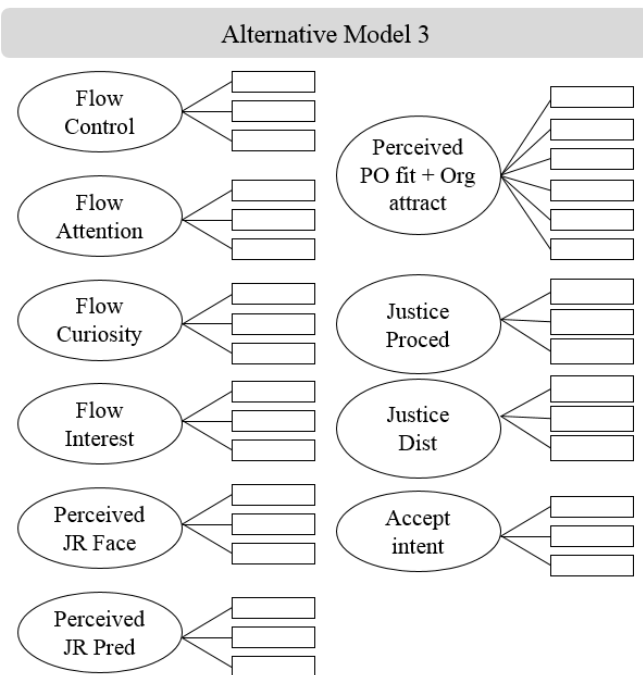 Alternative Model 3
Flow
Control
Flow
Attention
Flow
Curiosity
Flow
Interest
Perceived
JR Face
Perceived
JR Pred
Perceived
PO fit + Org
attract
Justice
Proced
Justice
Dist
Accept
intent